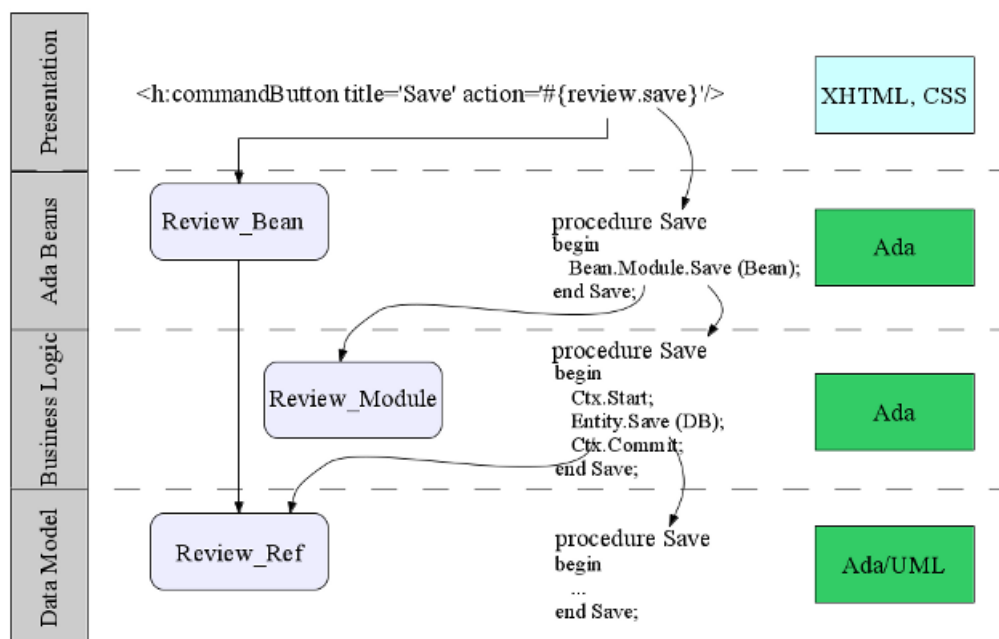 Presentation
<h:commandButton title='Save' action='#{review.save}'/>
XHTML, CSS
Ada Beans
Review_Bean
procedure Save
begin
Bean.Module.Save (Bean);
end Save;
Ada
Business Logic
Review_Module
procedure Save
begin
Ctx.Start;
Entity.Save (DB);
Ctx.Commit;
end Save;
Ada
Data Model
Review_Ref
procedure Save
begin
...
end Save;
Ada/UML